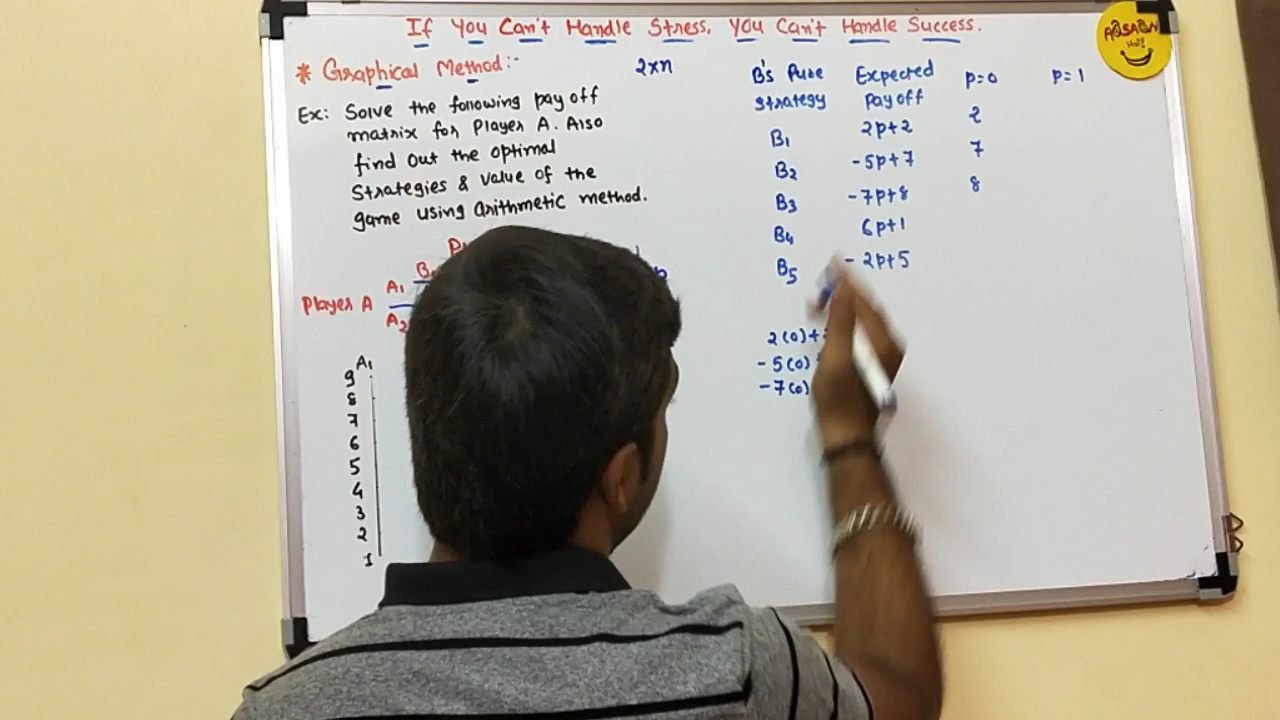 If You Can't Handle Stress, You Can't Handle Success.
* Graphical Method:-
2xn
Ex: Solve the following pay off
matrix for Player A. Also
find out the optimal
Strategies & value of the
game using arithmetic method.
Player A
A1
A2
A1
9
8
7
6
5
4
3
2
1
B's Pure Strategy Expected Pay off p=0 p=1
B1 2p+2 2
B2 -5p+7 7
B3 -7p+8 8
B4 6p+1
B5 -2p+5
2(0)+
-5(0)
-7(0)